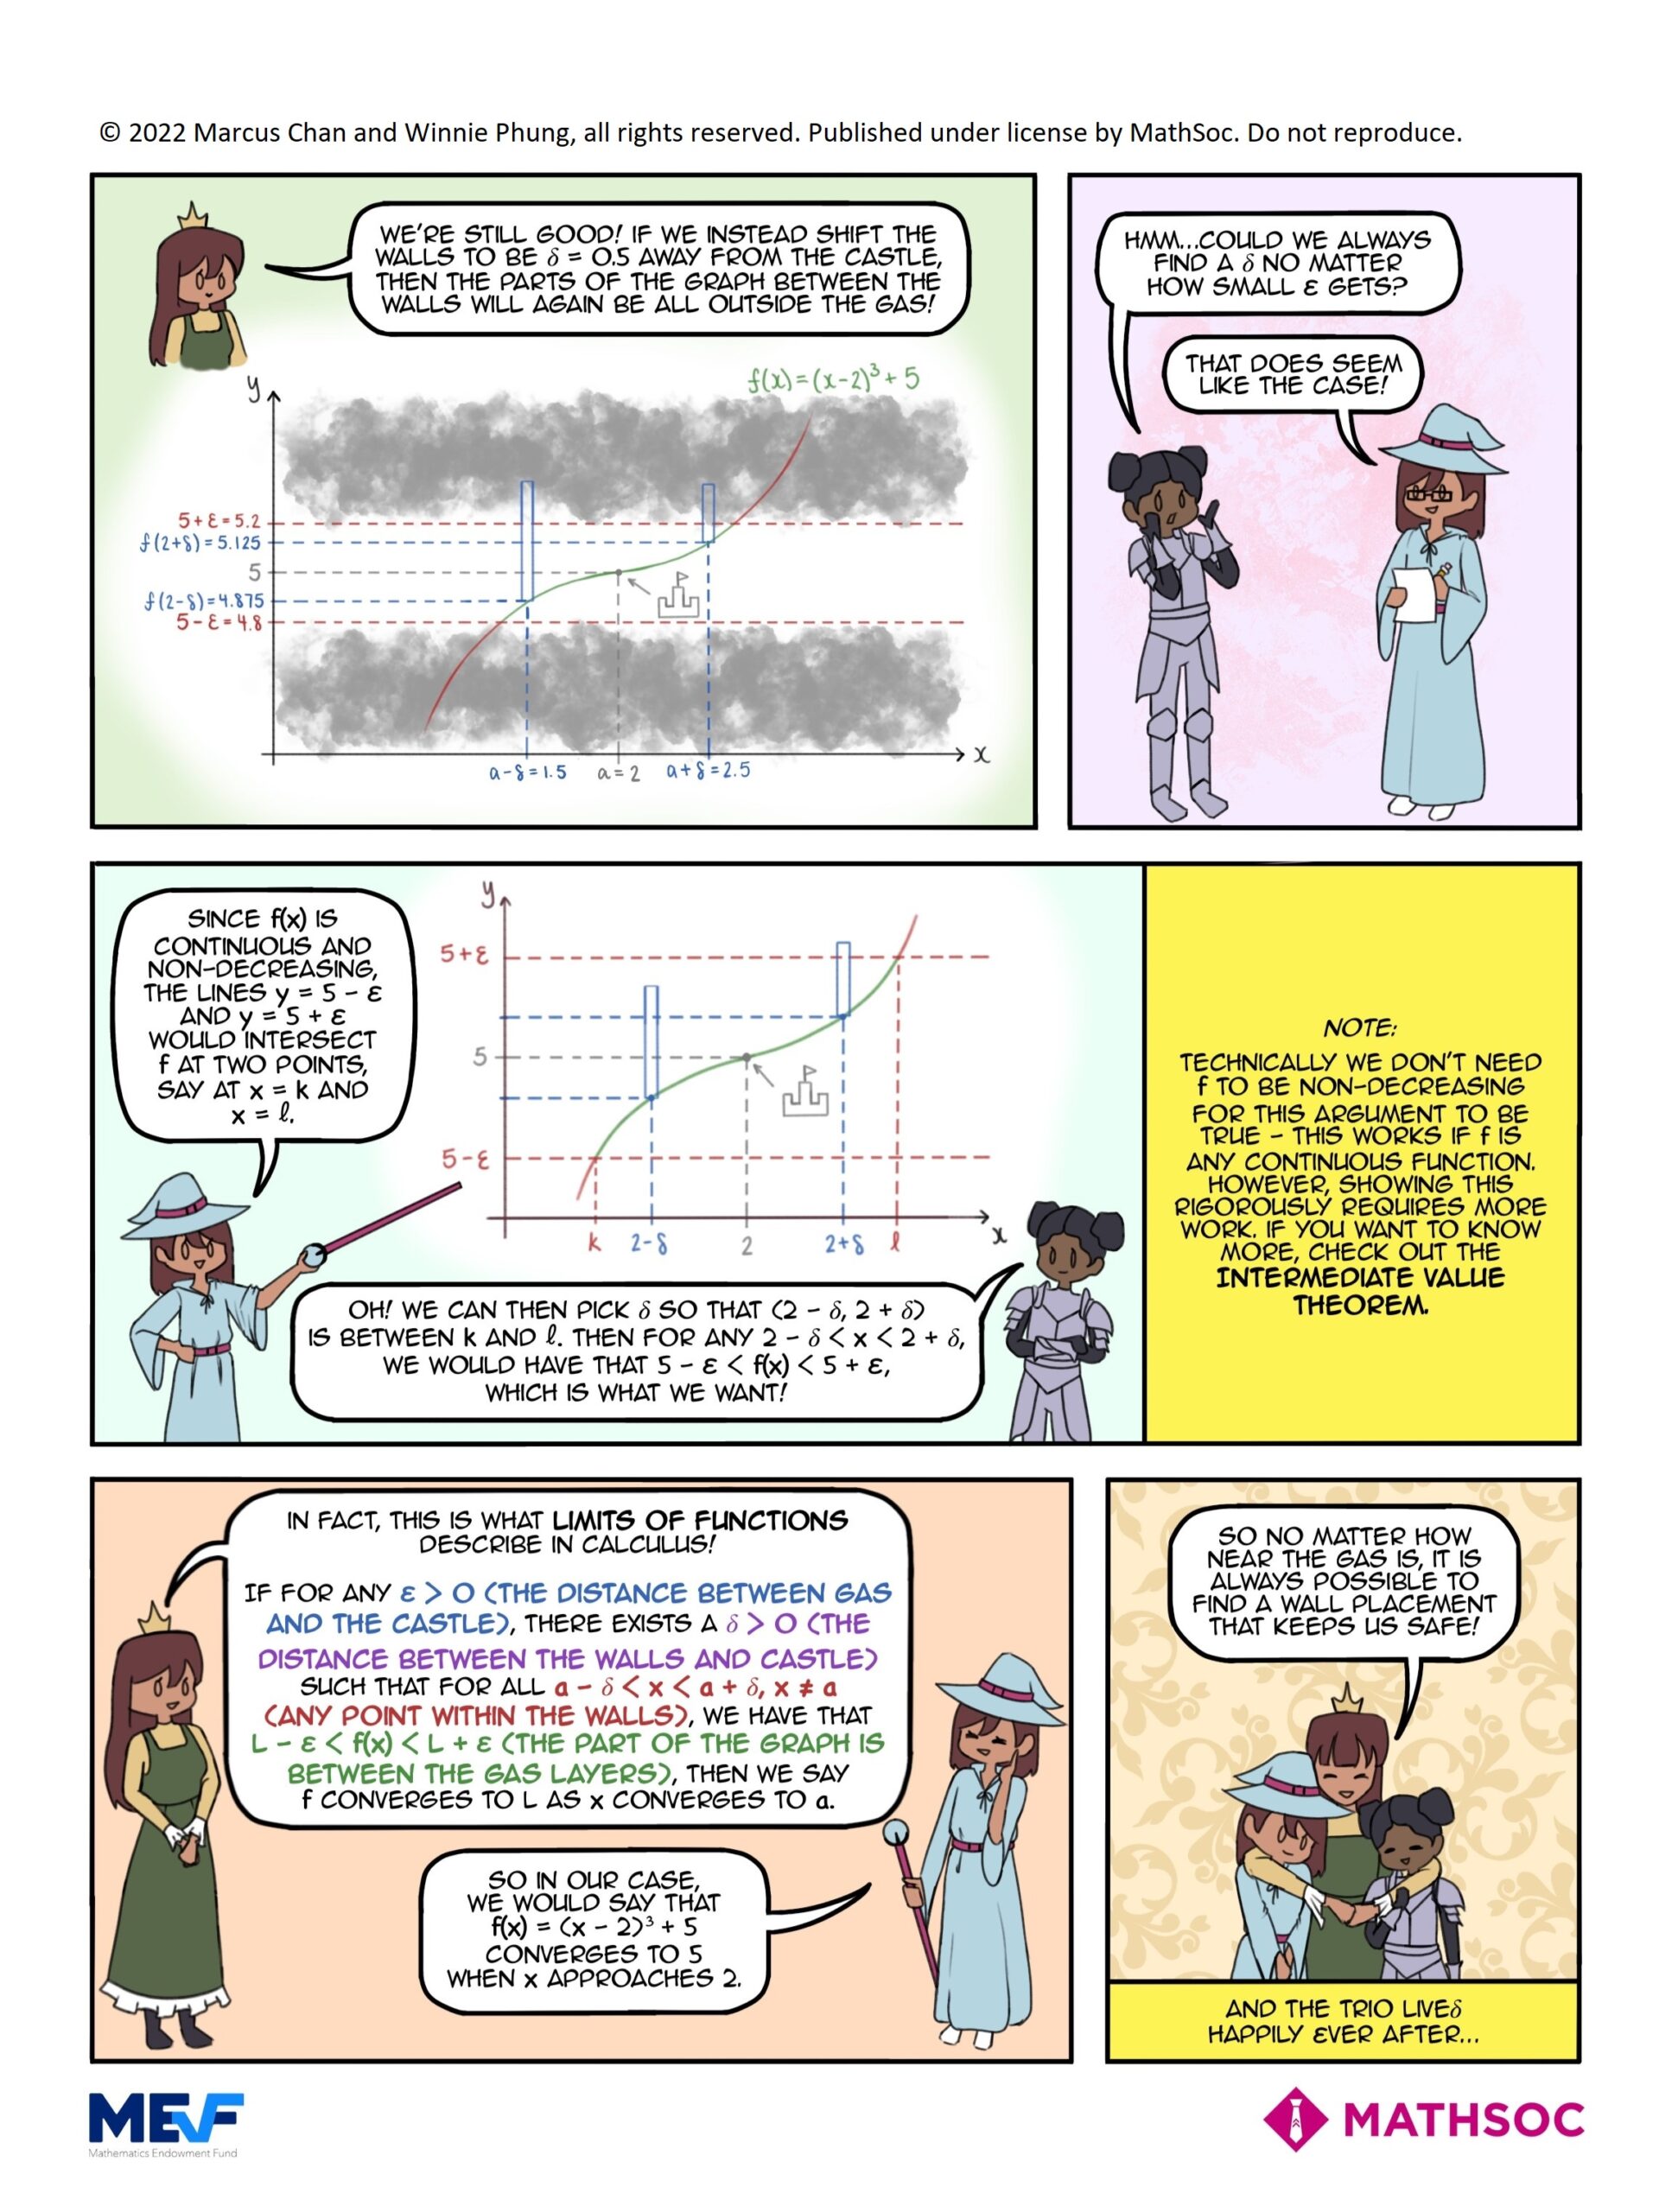 © 2022 Marcus Chan and Winnie Phung, all rights reserved. Published under license by MathSoc. Do not reproduce.
WE'RE STILL GOOD! IF WE INSTEAD SHIFT THE
WALLS TO BE δ = 0.5 AWAY FROM THE CASTLE,
THEN THE PARTS OF THE GRAPH BETWEEN THE
WALLS WILL AGAIN BE ALL OUTSIDE THE GAS!
y
f(x)=(x-2)³+5
5+ε=5.2
f(2+δ)=5.125
5
f(2-δ)=4.875
5-ε=4.8
x
a-δ=1.5
a=2
a+δ=2.5
HMM...COULD WE ALWAYS
FIND A δ NO MATTER
HOW SMALL ε GETS?
THAT DOES SEEM
LIKE THE CASE!
SINCE f(x) IS
CONTINUOUS AND
NON-DECREASING,
THE LINES y = 5 - ε
AND y = 5 + ε
WOULD INTERSECT
f AT TWO POINTS,
SAY AT x = k AND
x = ℓ.
y
5+ε
5
5-ε
x
k
2-δ
2
2+δ
ℓ
OH! WE CAN THEN PICK δ SO THAT (2 - δ, 2 + δ)
IS BETWEEN k AND ℓ. THEN FOR ANY 2 - δ < x < 2 + δ,
WE WOULD HAVE THAT 5 - ε < f(x) < 5 + ε,
WHICH IS WHAT WE WANT!
NOTE:
TECHNICALLY WE DON'T NEED
f TO BE NON-DECREASING
FOR THIS ARGUMENT TO BE
TRUE - THIS WORKS IF f IS
ANY CONTINUOUS FUNCTION.
HOWEVER, SHOWING THIS
RIGOROUSLY REQUIRES MORE
WORK. IF YOU WANT TO KNOW
MORE, CHECK OUT THE
INTERMEDIATE VALUE
THEOREM.
IN FACT, THIS IS WHAT LIMITS OF FUNCTIONS
DESCRIBE IN CALCULUS!
IF FOR ANY ε > 0 (THE DISTANCE BETWEEN GAS
AND THE CASTLE), THERE EXISTS A δ > 0 (THE
DISTANCE BETWEEN THE WALLS AND CASTLE)
SUCH THAT FOR ALL a - δ < x < a + δ, x ≠ a
(ANY POINT WITHIN THE WALLS), WE HAVE THAT
L - ε < f(x) < L + ε (THE PART OF THE GRAPH IS
BETWEEN THE GAS LAYERS), THEN WE SAY
f CONVERGES TO L AS x CONVERGES TO a.
SO IN OUR CASE,
WE WOULD SAY THAT
f(x) = (x - 2)³ + 5
CONVERGES TO 5
WHEN x APPROACHES 2.
SO NO MATTER HOW
NEAR THE GAS IS, IT IS
ALWAYS POSSIBLE TO
FIND A WALL PLACEMENT
THAT KEEPS US SAFE!
AND THE TRIO LIVEδ
HAPPILY εVER AFTER...
MEF
Mathematics Endowment Fund
MATHSOC